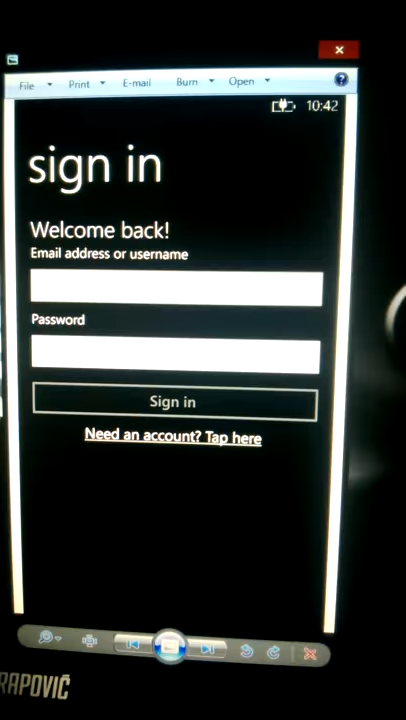 File Print E-mail Burn Open
10:42
sign in
Welcome back!
Email address or username
Password
Sign in
Need an account? Tap here
RAPOVIČ